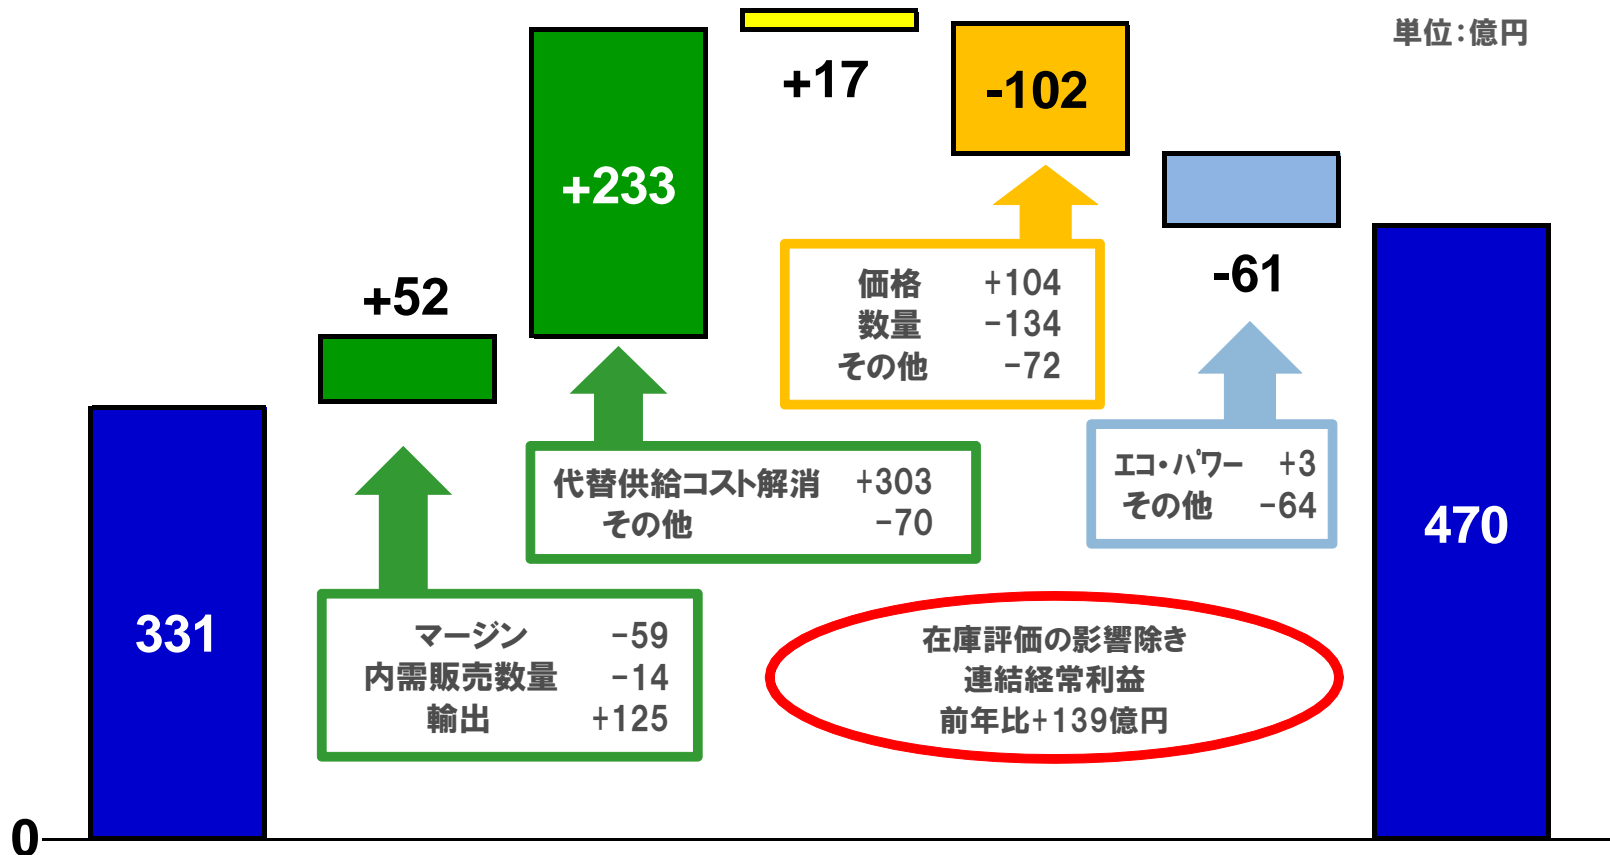 単位：億円
+17
-102
+233
+52
-61
価格 +104
数量 -134
その他 -72
代替供給コスト解消 +303
その他 -70
エコ・パワー +3
その他 -64
470
331
マージン -59
内需販売数量 -14
輸出 +125
在庫評価の影響除き
連結経常利益
前年比+139億円
0